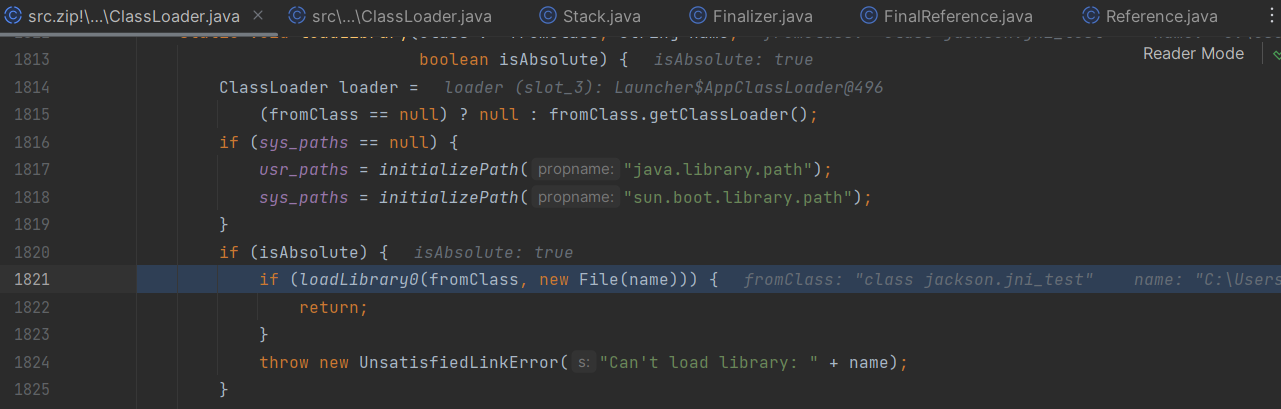 src.zip!\...\ClassLoader.java × src\...\ClassLoader.java Stack.java Finalizer.java FinalReference.java Reference.java
Reader Mode
1813 boolean isAbsolute) { isAbsolute: true
1814 ClassLoader loader = loader (slot_3): Launcher$AppClassLoader@496
1815 (fromClass == null) ? null : fromClass.getClassLoader();
1816 if (sys_paths == null) {
1817 usr_paths = initializePath( propname: "java.library.path");
1818 sys_paths = initializePath( propname: "sun.boot.library.path");
1819 }
1820 if (isAbsolute) { isAbsolute: true
1821 if (loadLibrary0(fromClass, new File(name))) { fromClass: "class jackson.jni_test" name: "C:\Users
1822 return;
1823 }
1824 throw new UnsatisfiedLinkError( s: "Can't load library: " + name);
1825 }